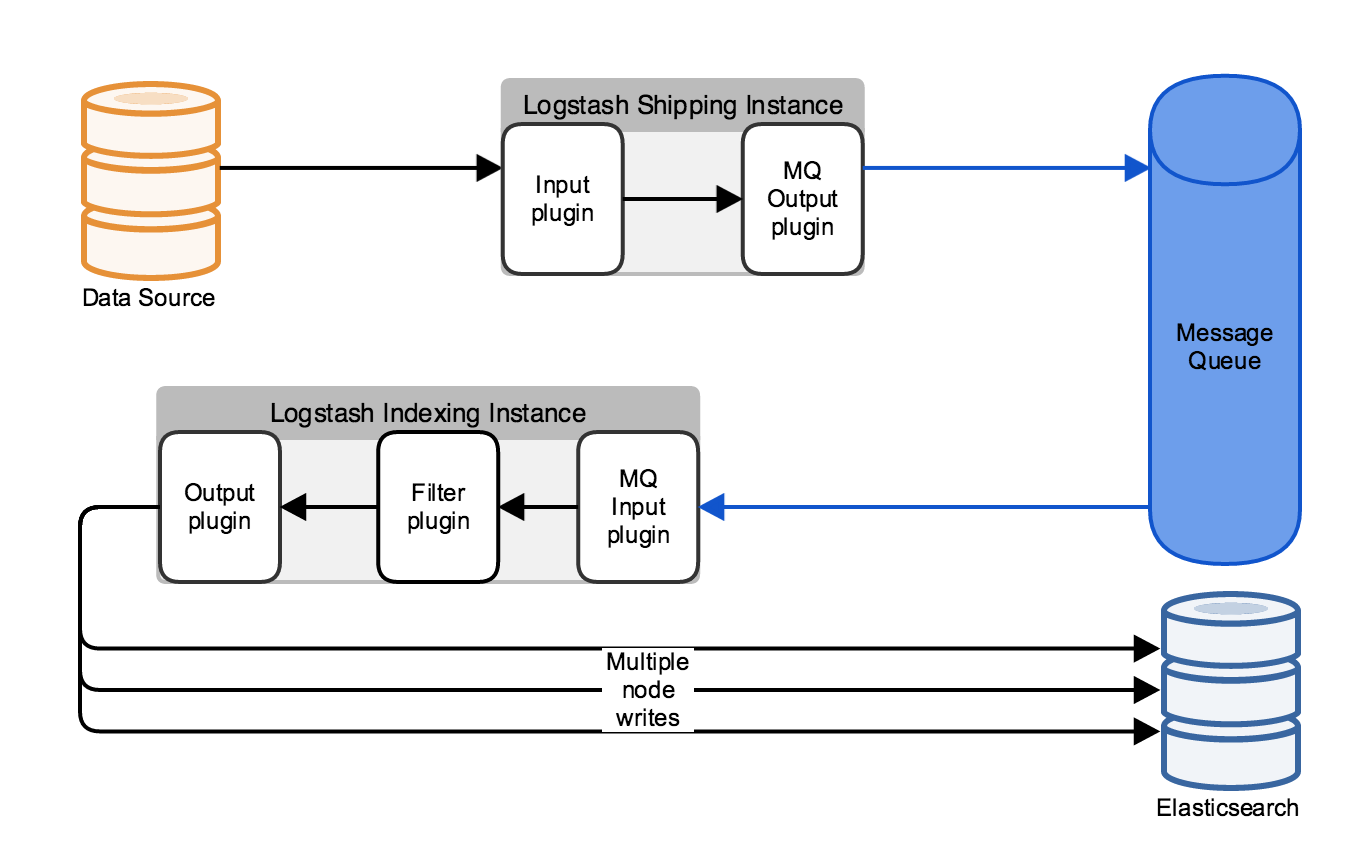 Logstash Shipping Instance
Input
plugin
MQ
Output
plugin
Data Source
Message
Queue
Logstash Indexing Instance
Output
plugin
Filter
plugin
MQ
Input
plugin
Multiple
node
writes
Elasticsearch